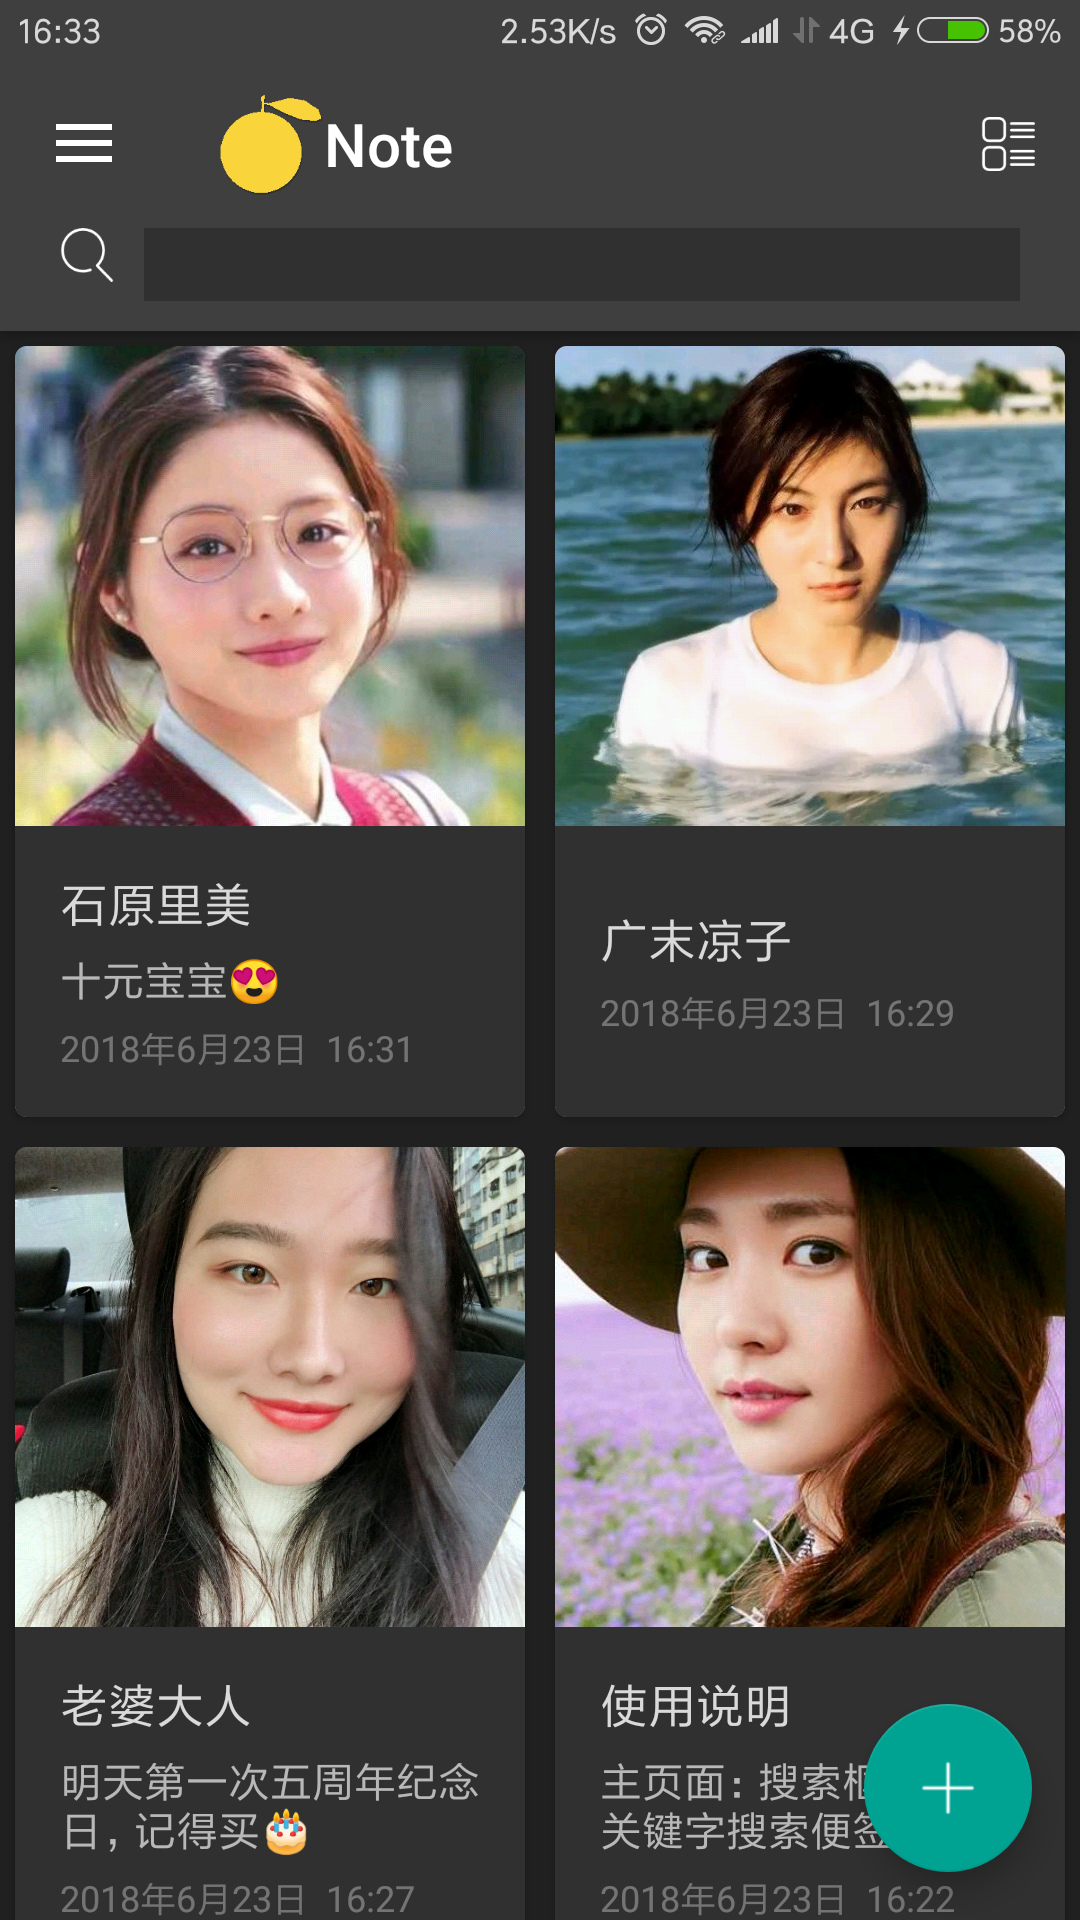 16:33 2.53K/s 4G 58%
Note
石原里美
十元宝宝😍
2018年6月23日 16:31
广末凉子
2018年6月23日 16:29
老婆大人
明天第一次五周年纪念
日，记得买🎂
2018年6月23日 16:27
使用说明
主页面：搜索
关键字搜索便
2018年6月23日 16:22